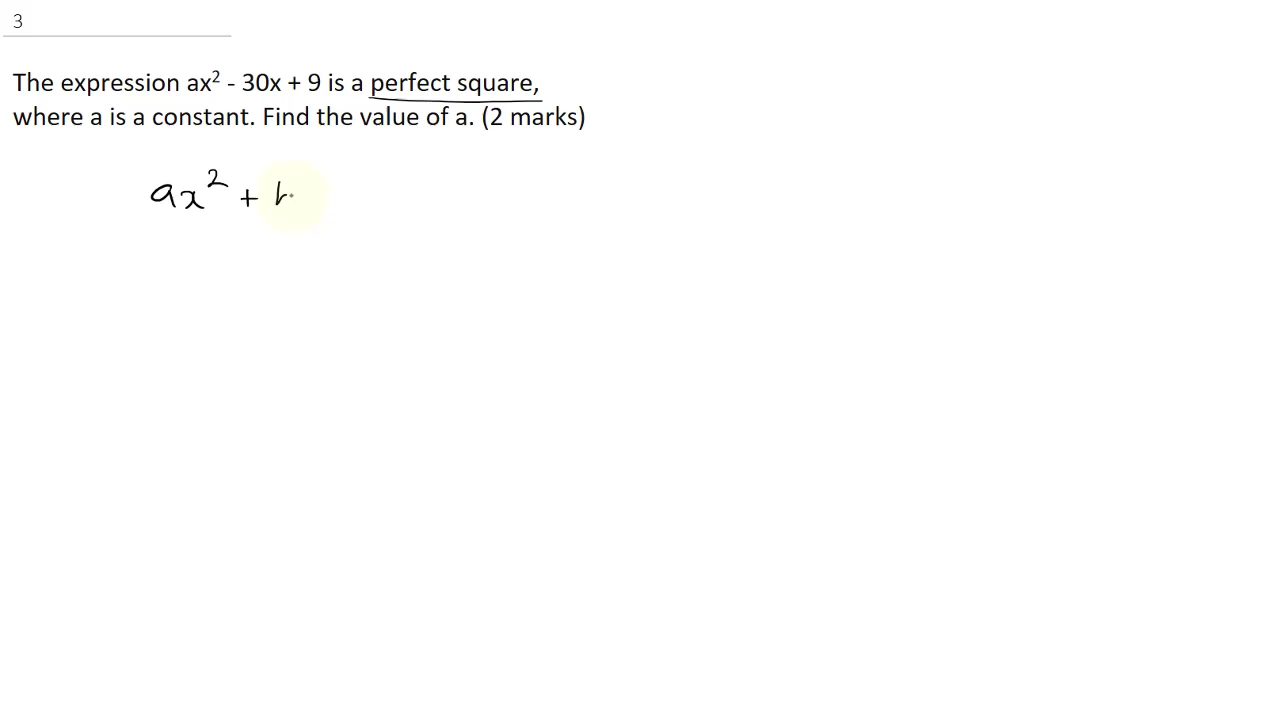 3
The expression ax² - 30x + 9 is a perfect square,
where a is a constant. Find the value of a. (2 marks)
ax² +